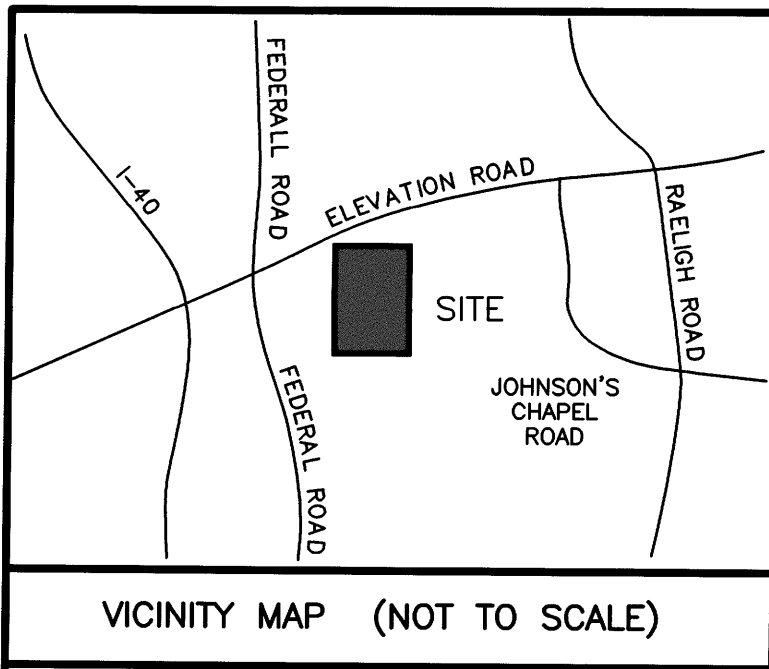 FEDERALL ROAD
I-40
ELEVATION ROAD
RAELIGH ROAD
SITE
FEDERAL ROAD
JOHNSON'S
CHAPEL
ROAD
VICINITY MAP (NOT TO SCALE)